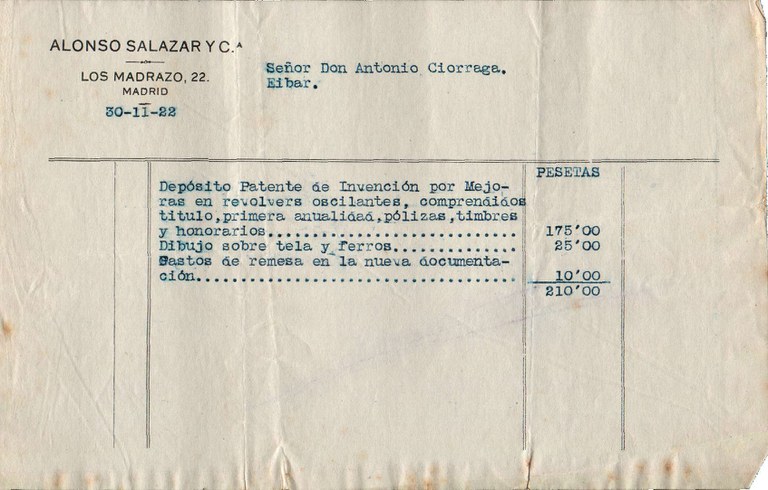 ALONSO SALAZAR Y C.ª
LOS MADRAZO, 22.
MADRID
30-II-22
Señor Don Antonio Ciorraga.
Eibar.
PESETAS
Depósito Patente de Invención por Mejo-
ras en revolvers oscilantes, comprendidos
titulo,primera anualidad,pólizas,timbres
y honorarios............................ 175'00
Dibujo sobre tela y ferros.............. 25'00
Gastos de remesa en la nueva documenta-
ción.................................... 10'00
210'00